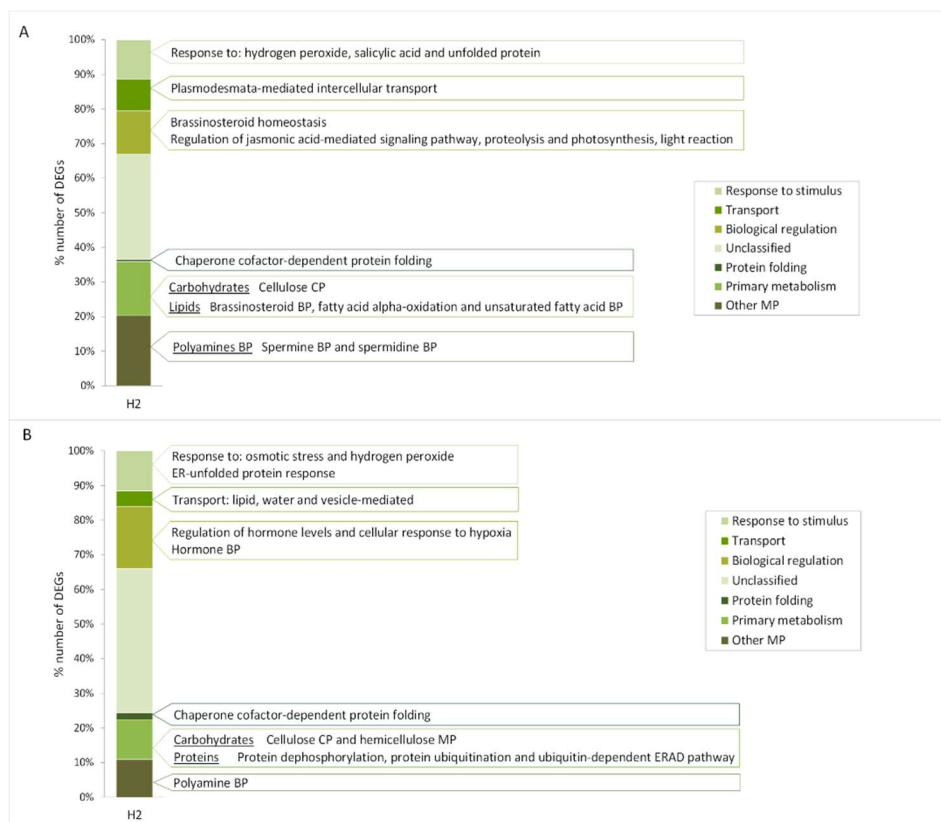 A
100%
90%
80%
70%
60%
50%
40%
30%
20%
10%
0%
% number of DEGs
H2
Response to: hydrogen peroxide, salicylic acid and unfolded protein
Plasmodesmata-mediated intercellular transport
Brassinosteroid homeostasis
Regulation of jasmonic acid-mediated signaling pathway, proteolysis and photosynthesis, light reaction
Chaperone cofactor-dependent protein folding
Carbohydrates Cellulose CP
Lipids Brassinosteroid BP, fatty acid alpha-oxidation and unsaturated fatty acid BP
Polyamines BP Spermine BP and spermidine BP
Response to stimulus
Transport
Biological regulation
Unclassified
Protein folding
Primary metabolism
Other MP
B
100%
90%
80%
70%
60%
50%
40%
30%
20%
10%
0%
% number of DEGs
H2
Response to: osmotic stress and hydrogen peroxide
ER-unfolded protein response
Transport: lipid, water and vesicle-mediated
Regulation of hormone levels and cellular response to hypoxia
Hormone BP
Chaperone cofactor-dependent protein folding
Carbohydrates Cellulose CP and hemicellulose MP
Proteins Protein dephosphorylation, protein ubiquitination and ubiquitin-dependent ERAD pathway
Polyamine BP
Response to stimulus
Transport
Biological regulation
Unclassified
Protein folding
Primary metabolism
Other MP